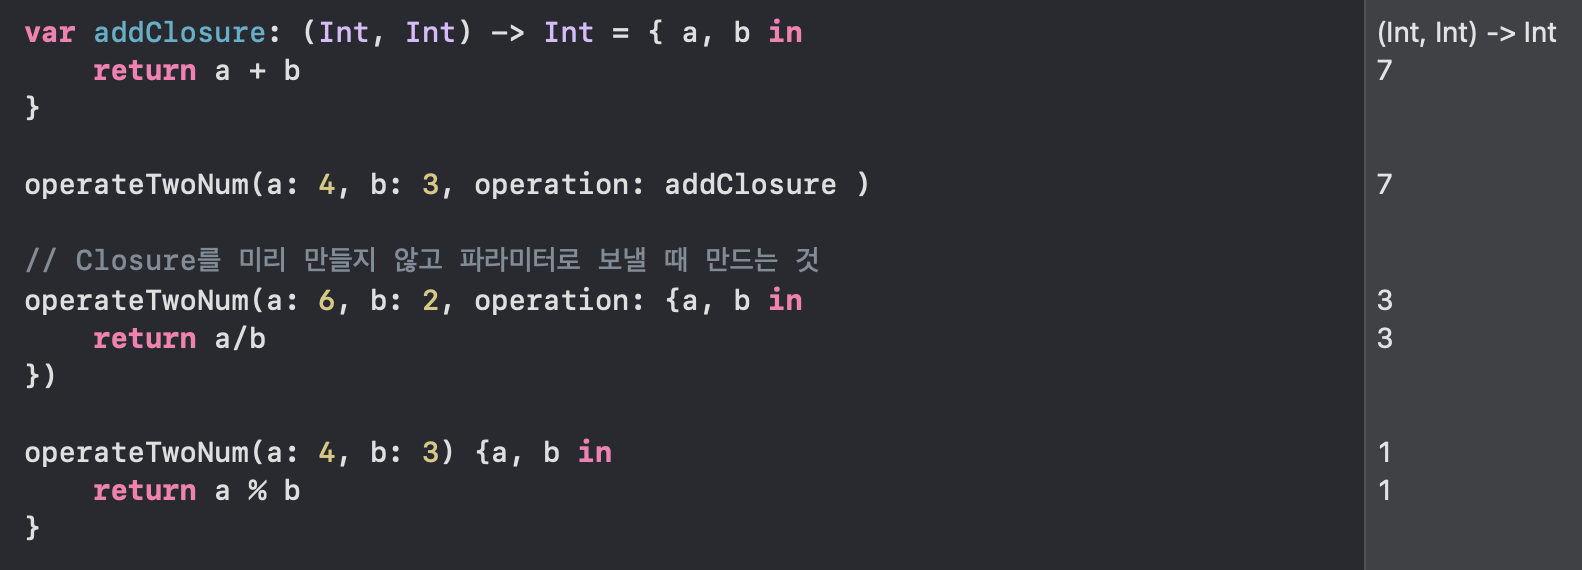 var addClosure: (Int, Int) -> Int = { a, b in
    return a + b
}
operateTwoNum(a: 4, b: 3, operation: addClosure )
// Closure를 미리 만들지 않고 파라미터로 보낼 때 만드는 것
operateTwoNum(a: 6, b: 2, operation: {a, b in
    return a/b
})
operateTwoNum(a: 4, b: 3) {a, b in
    return a % b
}
(Int, Int) -> Int
7
7
3
3
1
1